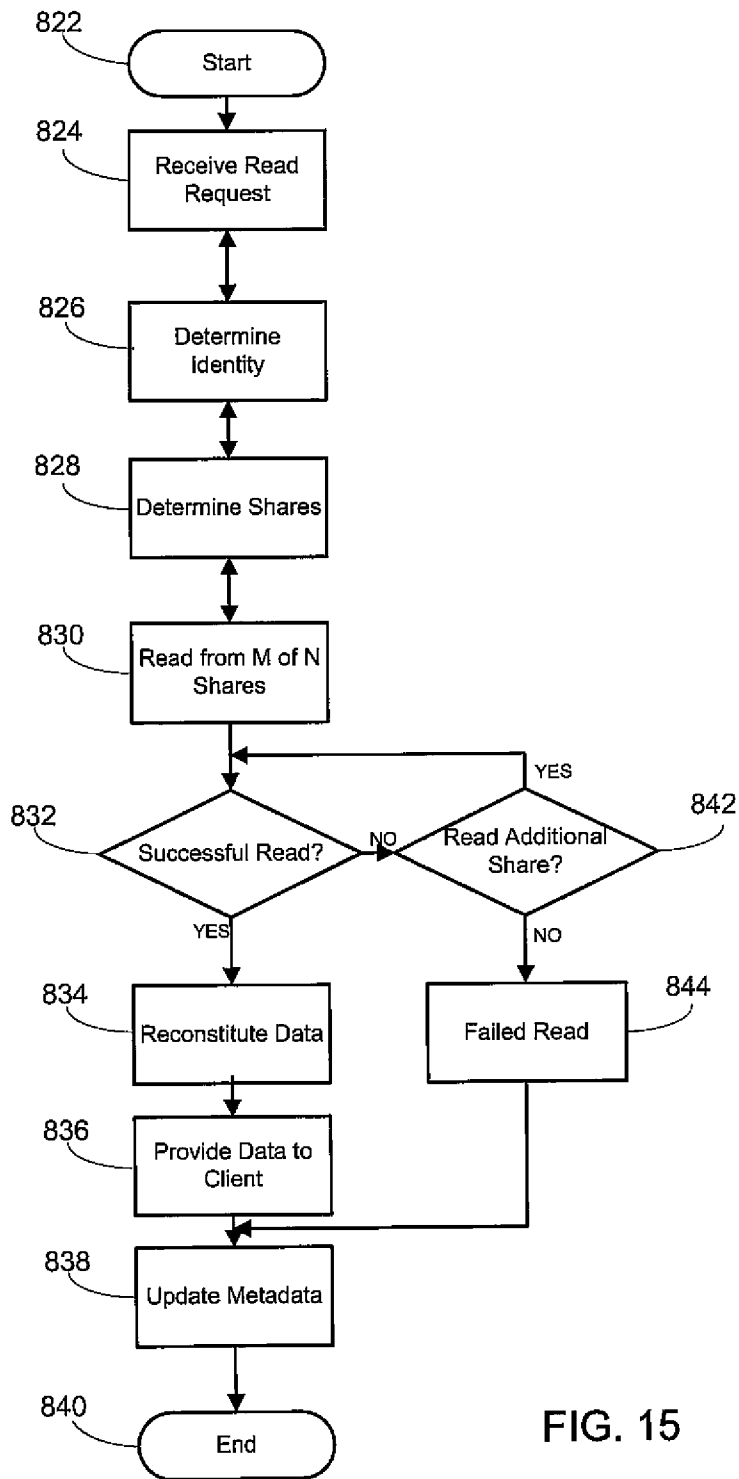 822
Start
824
Receive Read
Request
826
Determine
Identity
828
Determine Shares
830
Read from M of N
Shares
YES
832
Successful Read?
NO
Read Additional
Share?
842
YES
NO
834
Reconstitute Data
844
Failed Read
836
Provide Data to
Client
838
Update Metadata
840
End
FIG. 15